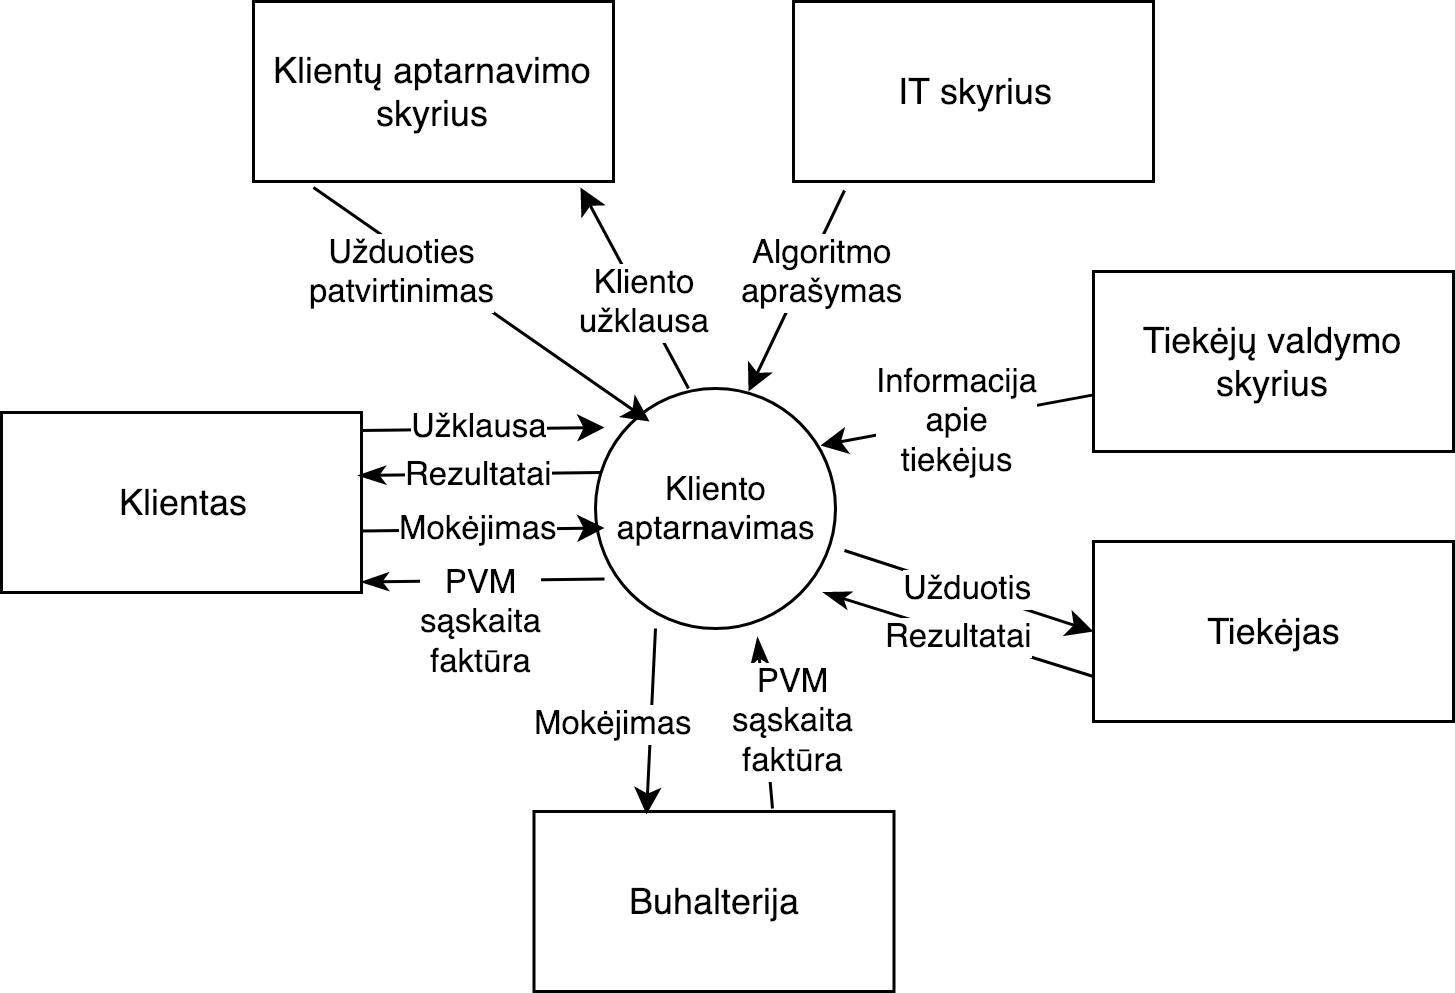 Klientų aptarnavimo
skyrius
IT skyrius
Užduoties
patvirtinimas
Kliento
užklausa
Algoritmo
aprašymas
Tiekėjų valdymo
skyrius
Informacija
apie
tiekėjus
Klientas
Užklausa
Rezultatai
Mokėjimas
PVM
sąskaita
faktūra
Kliento
aptarnavimas
Užduotis
Rezultatai
Tiekėjas
Mokėjimas
PVM
sąskaita
faktūra
Buhalterija